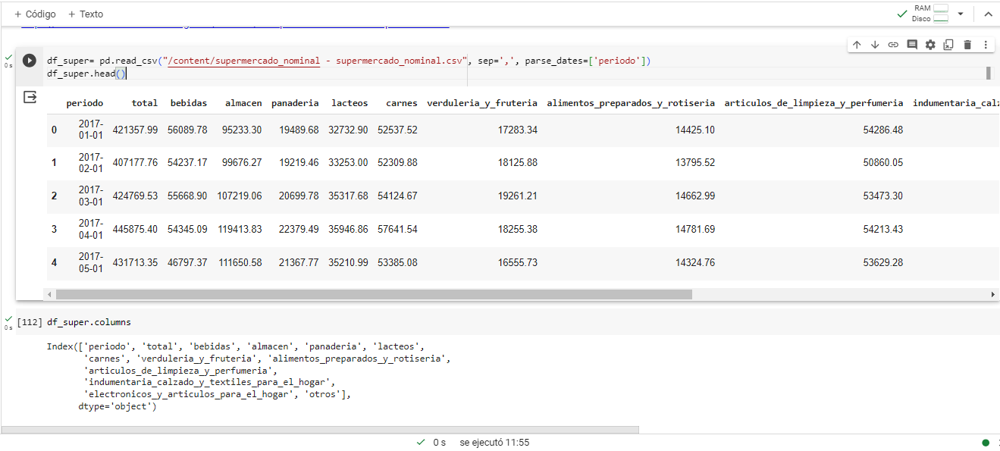 + Código + Texto
RAM
Disco
0 s
df_super= pd.read_csv("/content/supermercado_nominal - supermercado_nominal.csv", sep=',', parse_dates=['periodo'])
df_super.head()
periodo total bebidas almacen panaderia lacteos carnes verduleria_y_fruteria alimentos_preparados_y_rotiseria articulos_de_limpieza_y_perfumeria indumentaria_calz
0 2017-01-01 421357.99 56089.78 95233.30 19489.68 32732.90 52537.52 17283.34 14425.10 54286.48
1 2017-02-01 407177.76 54237.17 99676.27 19219.46 33253.00 52309.88 18125.88 13795.52 50860.05
2 2017-03-01 424769.53 55668.90 107219.06 20699.78 35317.68 54124.67 19261.21 14662.99 53473.30
3 2017-04-01 445875.40 54345.09 119413.83 22379.49 35946.86 57641.54 18255.38 14781.69 54213.43
4 2017-05-01 431713.35 46797.37 111650.58 21367.77 35210.99 53385.08 16555.73 14324.76 53629.28
0 s
[112] df_super.columns
Index(['periodo', 'total', 'bebidas', 'almacen', 'panaderia', 'lacteos',
'carnes', 'verduleria_y_fruteria', 'alimentos_preparados_y_rotiseria',
'articulos_de_limpieza_y_perfumeria',
'indumentaria_calzado_y_textiles_para_el_hogar',
'electronicos_y_articulos_para_el_hogar', 'otros'],
dtype='object')
0 s se ejecutó 11:55